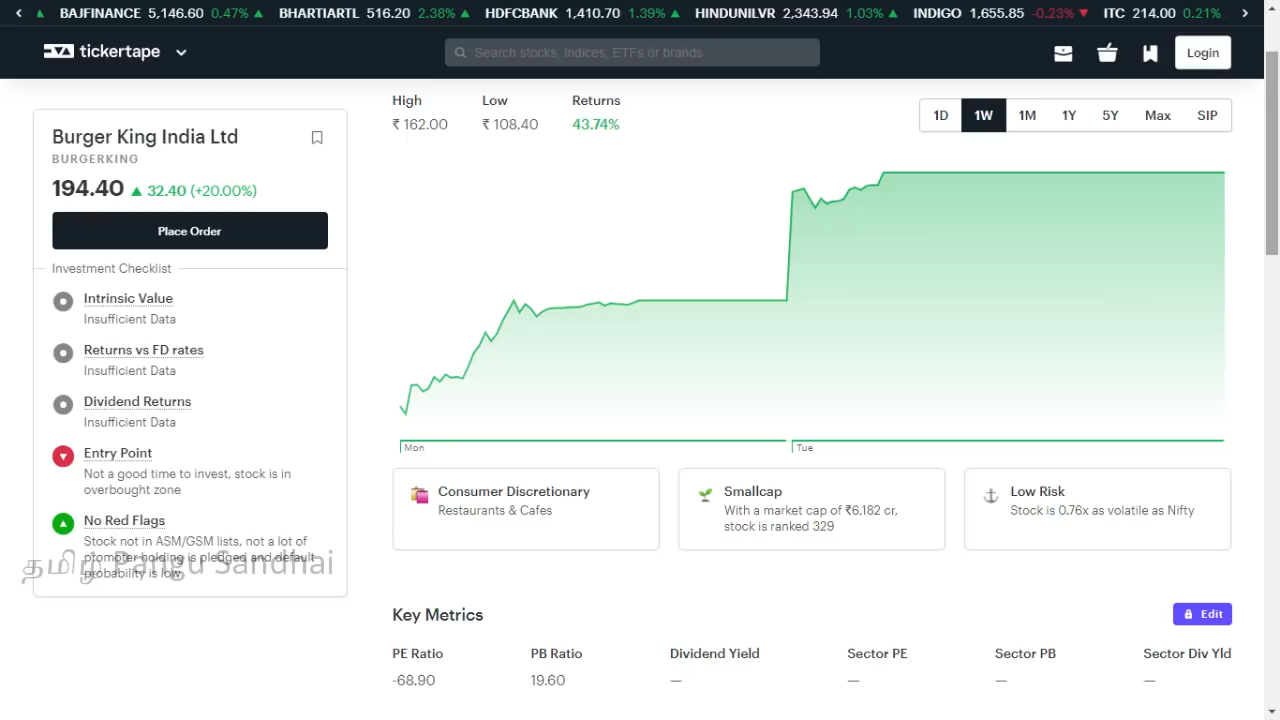 BAJFINANCE 5,146.60 0.47% ▲ BHARTIARTL 516.20 2.38% ▲ HDFCBANK 1,410.70 1.39% ▲ HINDUNILVR 2,343.94 1.03% ▲ INDIGO 1,655.85 -0.23% ▼ ITC 214.00 0.21%
tickertape
Search stocks, indices, ETFs or brands
Login
Burger King India Ltd
BURGERKING
194.40 ▲ 32.40 (+20.00%)
Place Order
Investment Checklist
Intrinsic Value
Insufficient Data
Returns vs FD rates
Insufficient Data
Dividend Returns
Insufficient Data
Entry Point
Not a good time to invest, stock is in
overbought zone
No Red Flags
Stock not in ASM/GSM lists, not a lot of
promoter holding is pledged and default
probability is low
தமிழ் Pangu Sandhai
High Low Returns
₹ 162.00 ₹ 108.40 43.74%
1D 1W 1M 1Y 5Y Max SIP
Mon Tue
Consumer Discretionary
Restaurants & Cafes
Smallcap
With a market cap of ₹6,182 cr,
stock is ranked 329
Low Risk
Stock is 0.76x as volatile as Nifty
Key Metrics
Edit
PE Ratio PB Ratio Dividend Yield Sector PE Sector PB Sector Div Yld
-68.90 19.60 — — — —